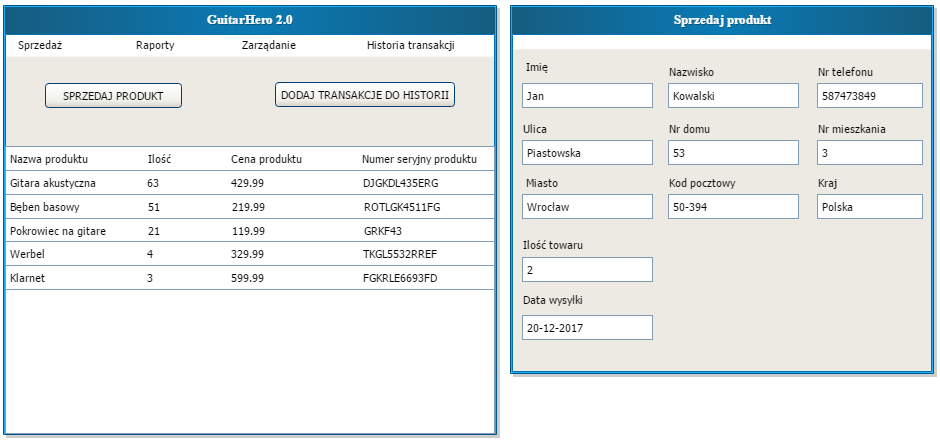 GuitarHero 2.0
Sprzedaż Raporty Zarządanie Historia transakcji
SPRZEDAJ PRODUKT DODAJ TRANSAKCJE DO HISTORII
Nazwa produktu Ilość Cena produktu Numer seryjny produktu
Gitara akustyczna 63 429.99 DJGKDL435ERG
Bęben basowy 51 219.99 ROTLGK4511FG
Pokrowiec na gitare 21 119.99 GRKF43
Werbel 4 329.99 TKGL5532RREF
Klarnet 3 599.99 FGKRLE6693FD
Sprzedaj produkt
Imię Nazwisko Nr telefonu
Jan Kowalski 587473849
Ulica Nr domu Nr mieszkania
Piastowska 53 3
Miasto Kod pocztowy Kraj
Wrocław 50-394 Polska
Ilość towaru
2
Data wysyłki
20-12-2017